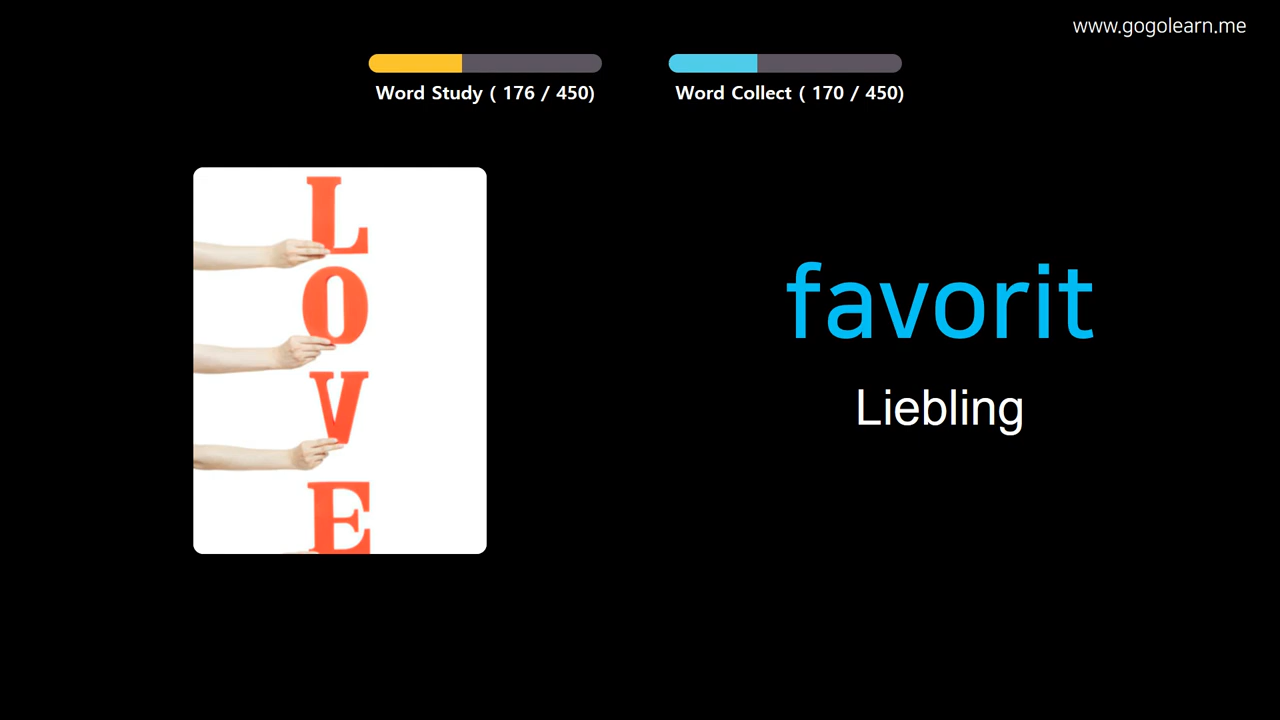 www.gogolearn.me
Word Study ( 176 / 450)
Word Collect ( 170 / 450)
L
O
V
E
favorit
Liebling